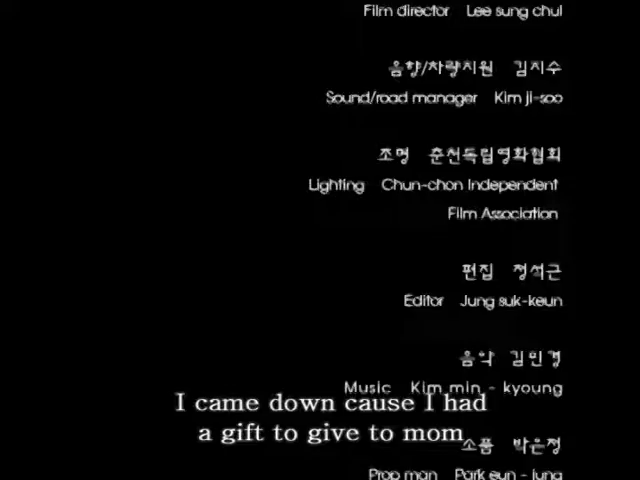 Film director Lee sung chul
음향/차량지원 김지수
Sound/road manager Kim ji-soo
조명 춘천독립영화협회
Lighting Chun-chon Independent
Film Association
편집 정석근
Editor Jung suk-keun
음악 김민경
Music Kim min - kyoung
I came down cause I had
a gift to give to mom
소품 박은정
Prop man Park eun - jung